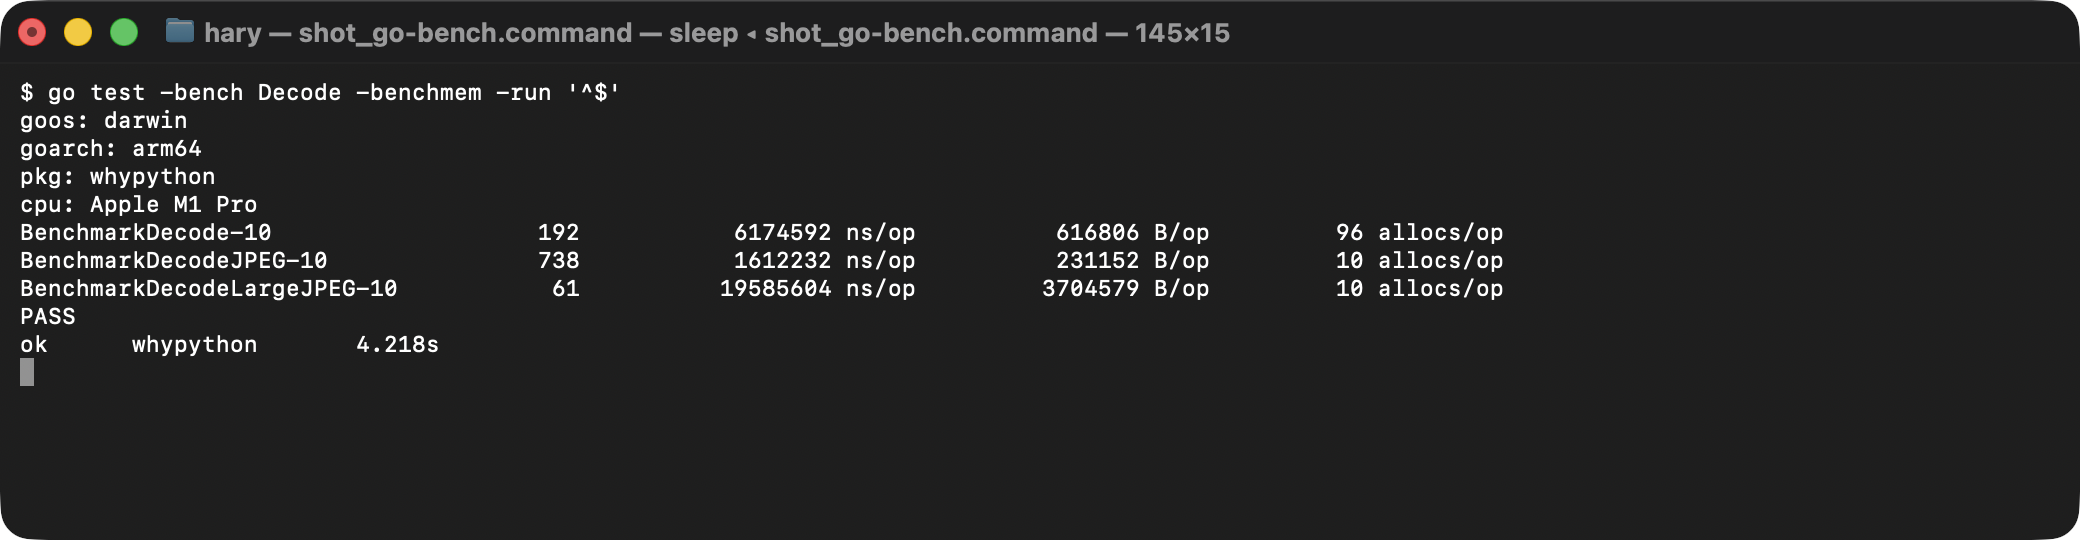 hary — shot_go-bench.command — sleep ◂ shot_go-bench.command — 145×15
$ go test -bench Decode -benchmem -run '^$'
goos: darwin
goarch: arm64
pkg: whypython
cpu: Apple M1 Pro
BenchmarkDecode-10                   192           6174592 ns/op          616806 B/op         96 allocs/op
BenchmarkDecodeJPEG-10               738           1612232 ns/op          231152 B/op         10 allocs/op
BenchmarkDecodeLargeJPEG-10           61          19585604 ns/op         3704579 B/op         10 allocs/op
PASS
ok      whypython       4.218s